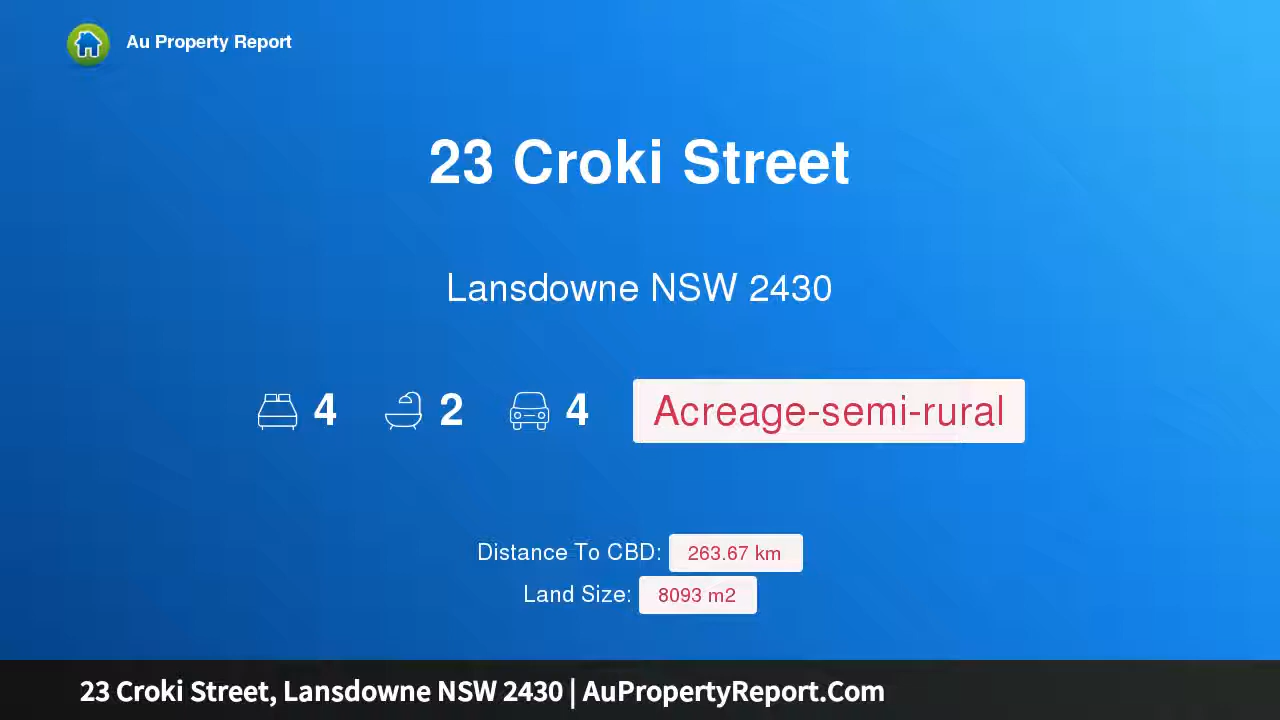 Au Property Report
23 Croki Street
Lansdowne NSW 2430
4 2 4 Acreage-semi-rural
Distance To CBD: 263.67 km
Land Size: 8093 m2
23 Croki Street, Lansdowne NSW 2430 | AuPropertyReport.Com